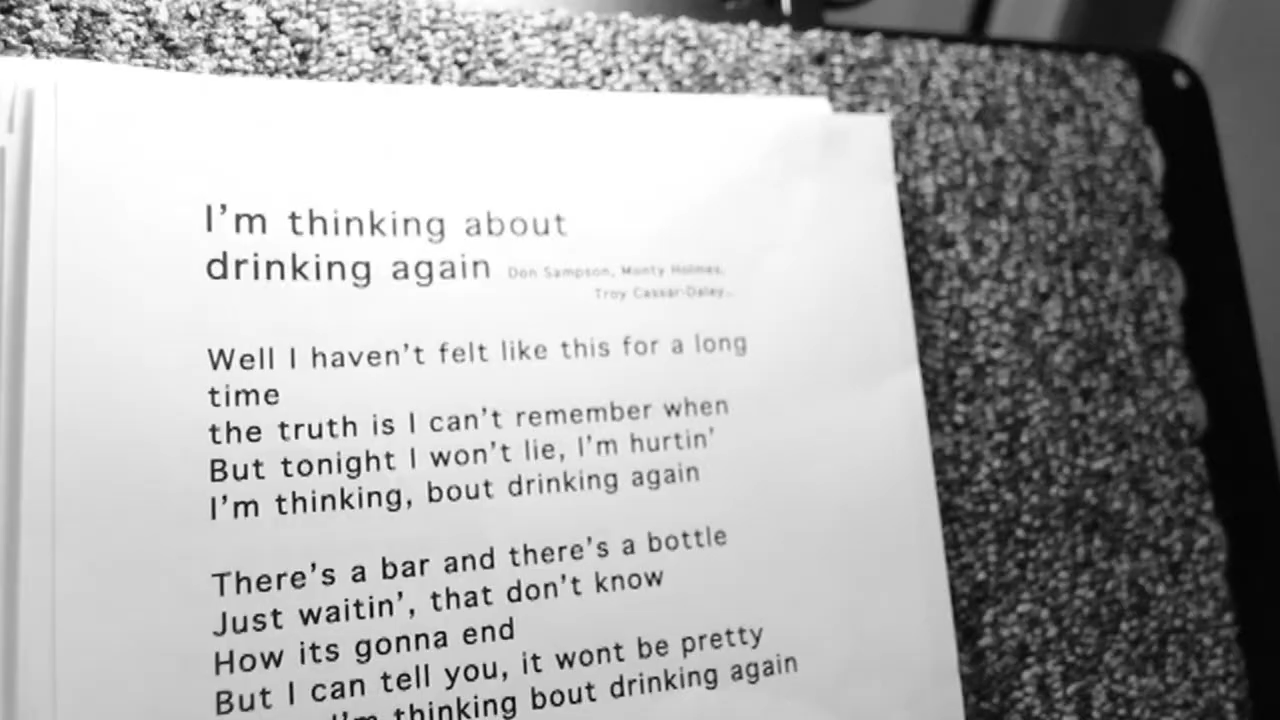 I'm thinking about
drinking again Don Sampson, Monty Holmes,
Troy Cassar-Daley..
Well I haven't felt like this for a long
time
the truth is I can't remember when
But tonight I won't lie, I'm hurtin'
I'm thinking, bout drinking again
There's a bar and there's a bottle
Just waitin', that don't know
How its gonna end
But I can tell you, it wont be pretty
I'm thinking bout drinking again